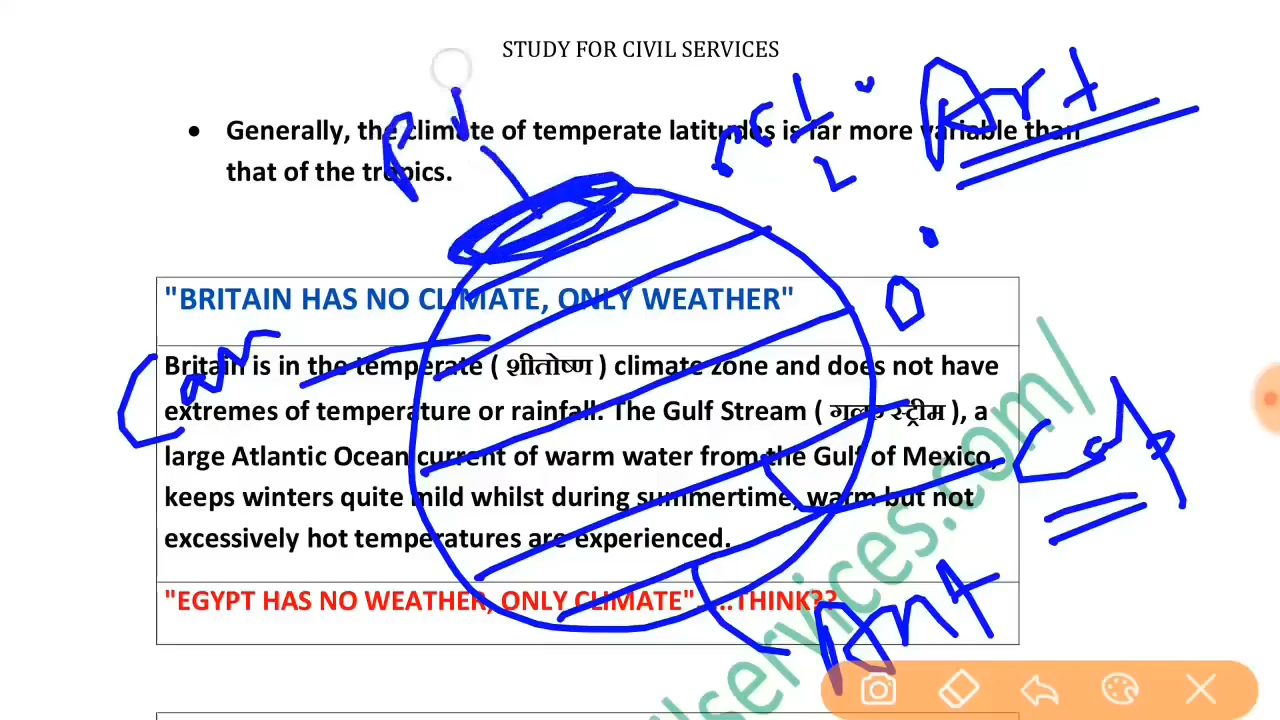 STUDY FOR CIVIL SERVICES
• Generally, the climate of temperate latitudes is far more variable than
that of the tropics.
"BRITAIN HAS NO CLIMATE, ONLY WEATHER"
Britain is in the temperate ( शीतोष्ण ) climate zone and does not have
extremes of temperature or rainfall. The Gulf Stream ( गल्फ स्ट्रीम ), a
large Atlantic Ocean current of warm water from the Gulf of Mexico,
keeps winters quite mild whilst during summertime, warm but not
excessively hot temperatures are experienced.
"EGYPT HAS NO WEATHER, ONLY CLIMATE".....THINK??
Can
Art
Ant